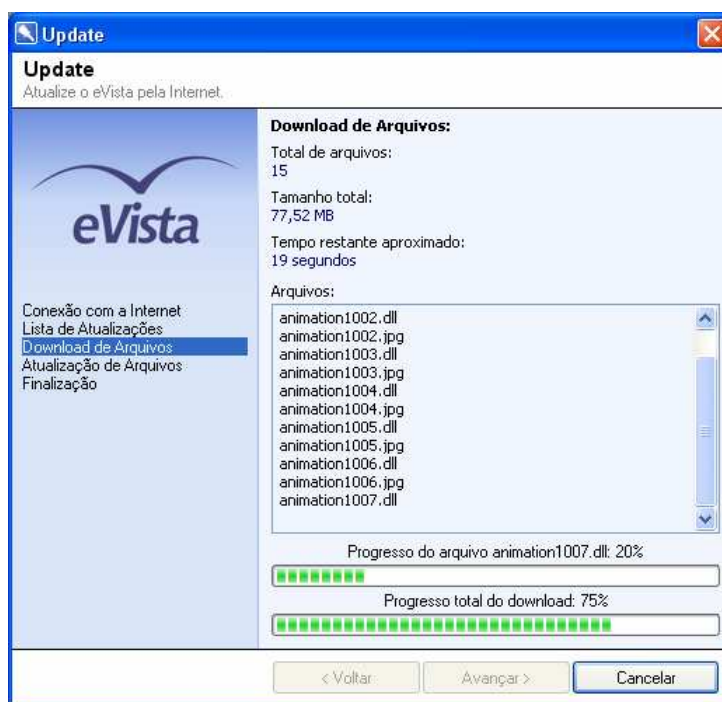 Update
Update
Atualize o eVista pela Internet.
eVista
Conexão com a Internet
Lista de Atualizações
Download de Arquivos
Atualização de Arquivos
Finalização
Download de Arquivos:
Total de arquivos:
15
Tamanho total:
77,52 MB
Tempo restante aproximado:
19 segundos
Arquivos:
animation1002.dll
animation1002.jpg
animation1003.dll
animation1003.jpg
animation1004.dll
animation1004.jpg
animation1005.dll
animation1005.jpg
animation1006.dll
animation1006.jpg
animation1007.dll
Progresso do arquivo animation1007.dll: 20%
Progresso total do download: 75%
< Voltar
Avançar >
Cancelar